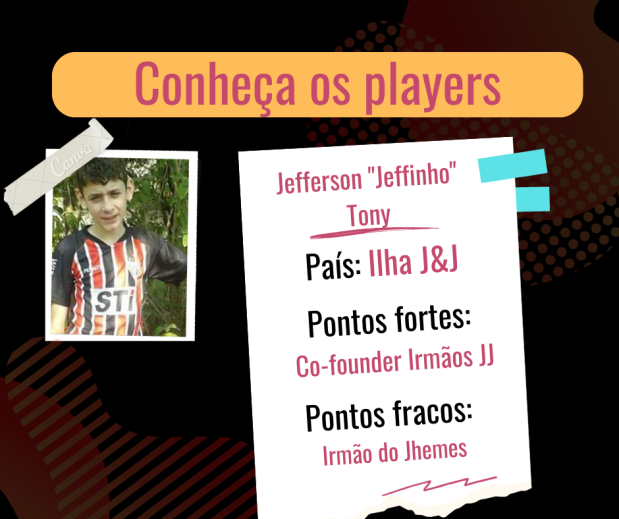 Conheça os players
Canva
Jefferson "Jeffinho"
Tony
País: Ilha J&J
Pontos fortes:
Co-founder Irmãos JJ
Pontos fracos:
Irmão do Jhemes
STi